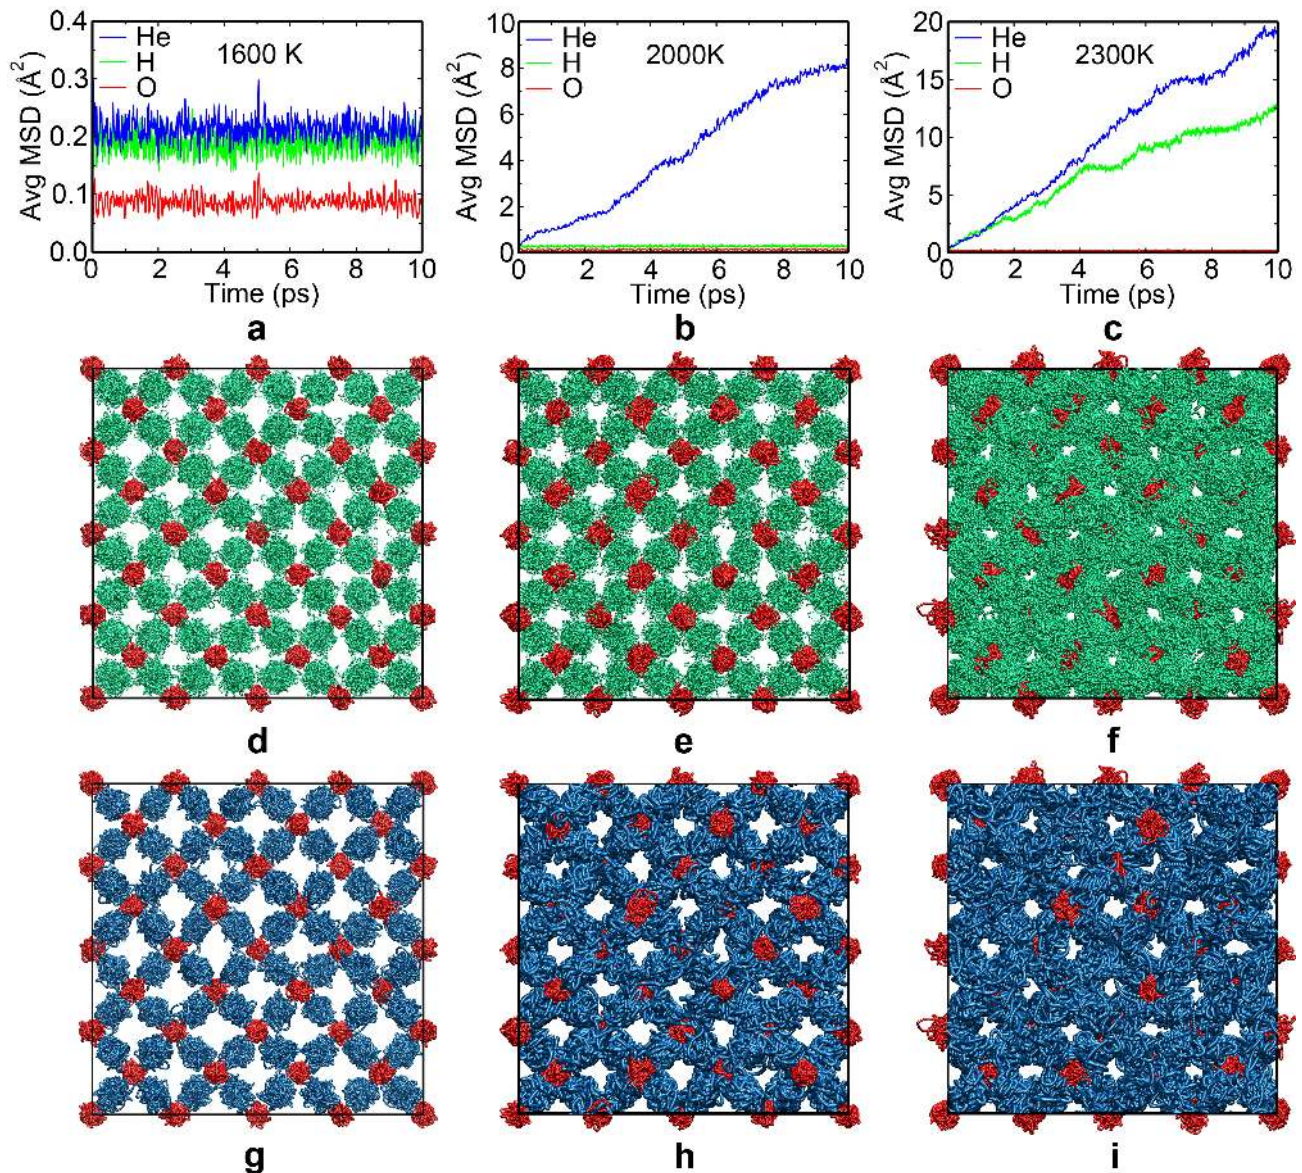 0.4
He
H
O
1600 K
0.3
0.2
0.1
0.0
Avg MSD (Å²)
0 2 4 6 8 10
Time (ps)
a
10
He
H
O
2000K
8
6
4
2
0
Avg MSD (Å²)
0 2 4 6 8 10
Time (ps)
b
20
He
H
O
2300K
15
10
5
0
Avg MSD (Å²)
0 2 4 6 8 10
Time (ps)
c
d
e
f
g
h
i